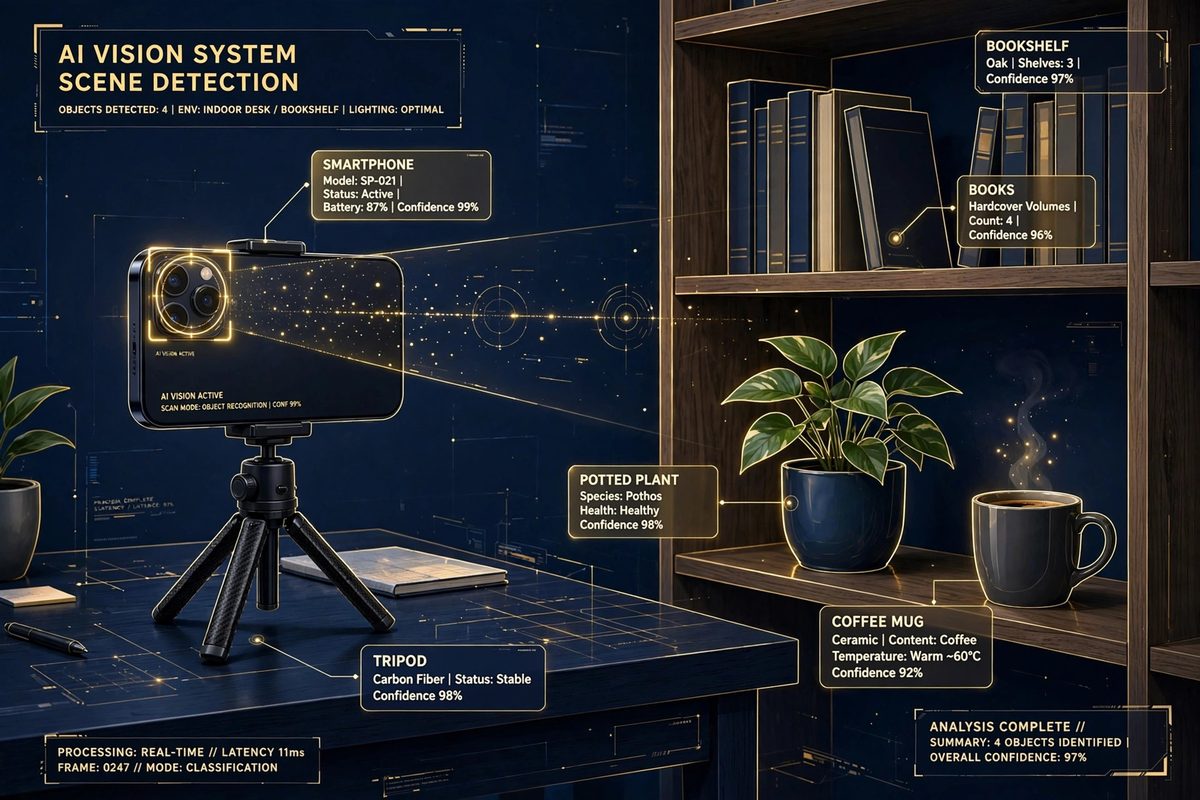 AI VISION SYSTEM
SCENE DETECTION
OBJECTS DETECTED: 4 | ENV: INDOOR DESK / BOOKSHELF | LIGHTING: OPTIMAL
BOOKSHELF
Oak | Shelves: 3 |
Confidence 97%
SMARTPHONE
Model: SP-021 |
Status: Active |
Battery: 87% | Confidence 99%
BOOKS
Hardcover Volumes |
Count: 4 |
Confidence 96%
AI VISION ACTIVE
AI VISION ACTIVE
SCAN MODE: OBJECT RECOGNITION | CONF 99%
POTTED PLANT
Species: Pothos
Health: Healthy
Confidence 98%
COFFEE MUG
Ceramic | Content: Coffee
Temperature: Warm ~60°C
Confidence 92%
TRIPOD
Carbon Fiber | Status: Stable
Confidence 98%
PROCESSING: REAL-TIME // LATENCY 11ms
FRAME: 0247 // MODE: CLASSIFICATION
ANALYSIS COMPLETE //
SUMMARY: 4 OBJECTS IDENTIFIED |
OVERALL CONFIDENCE: 97%